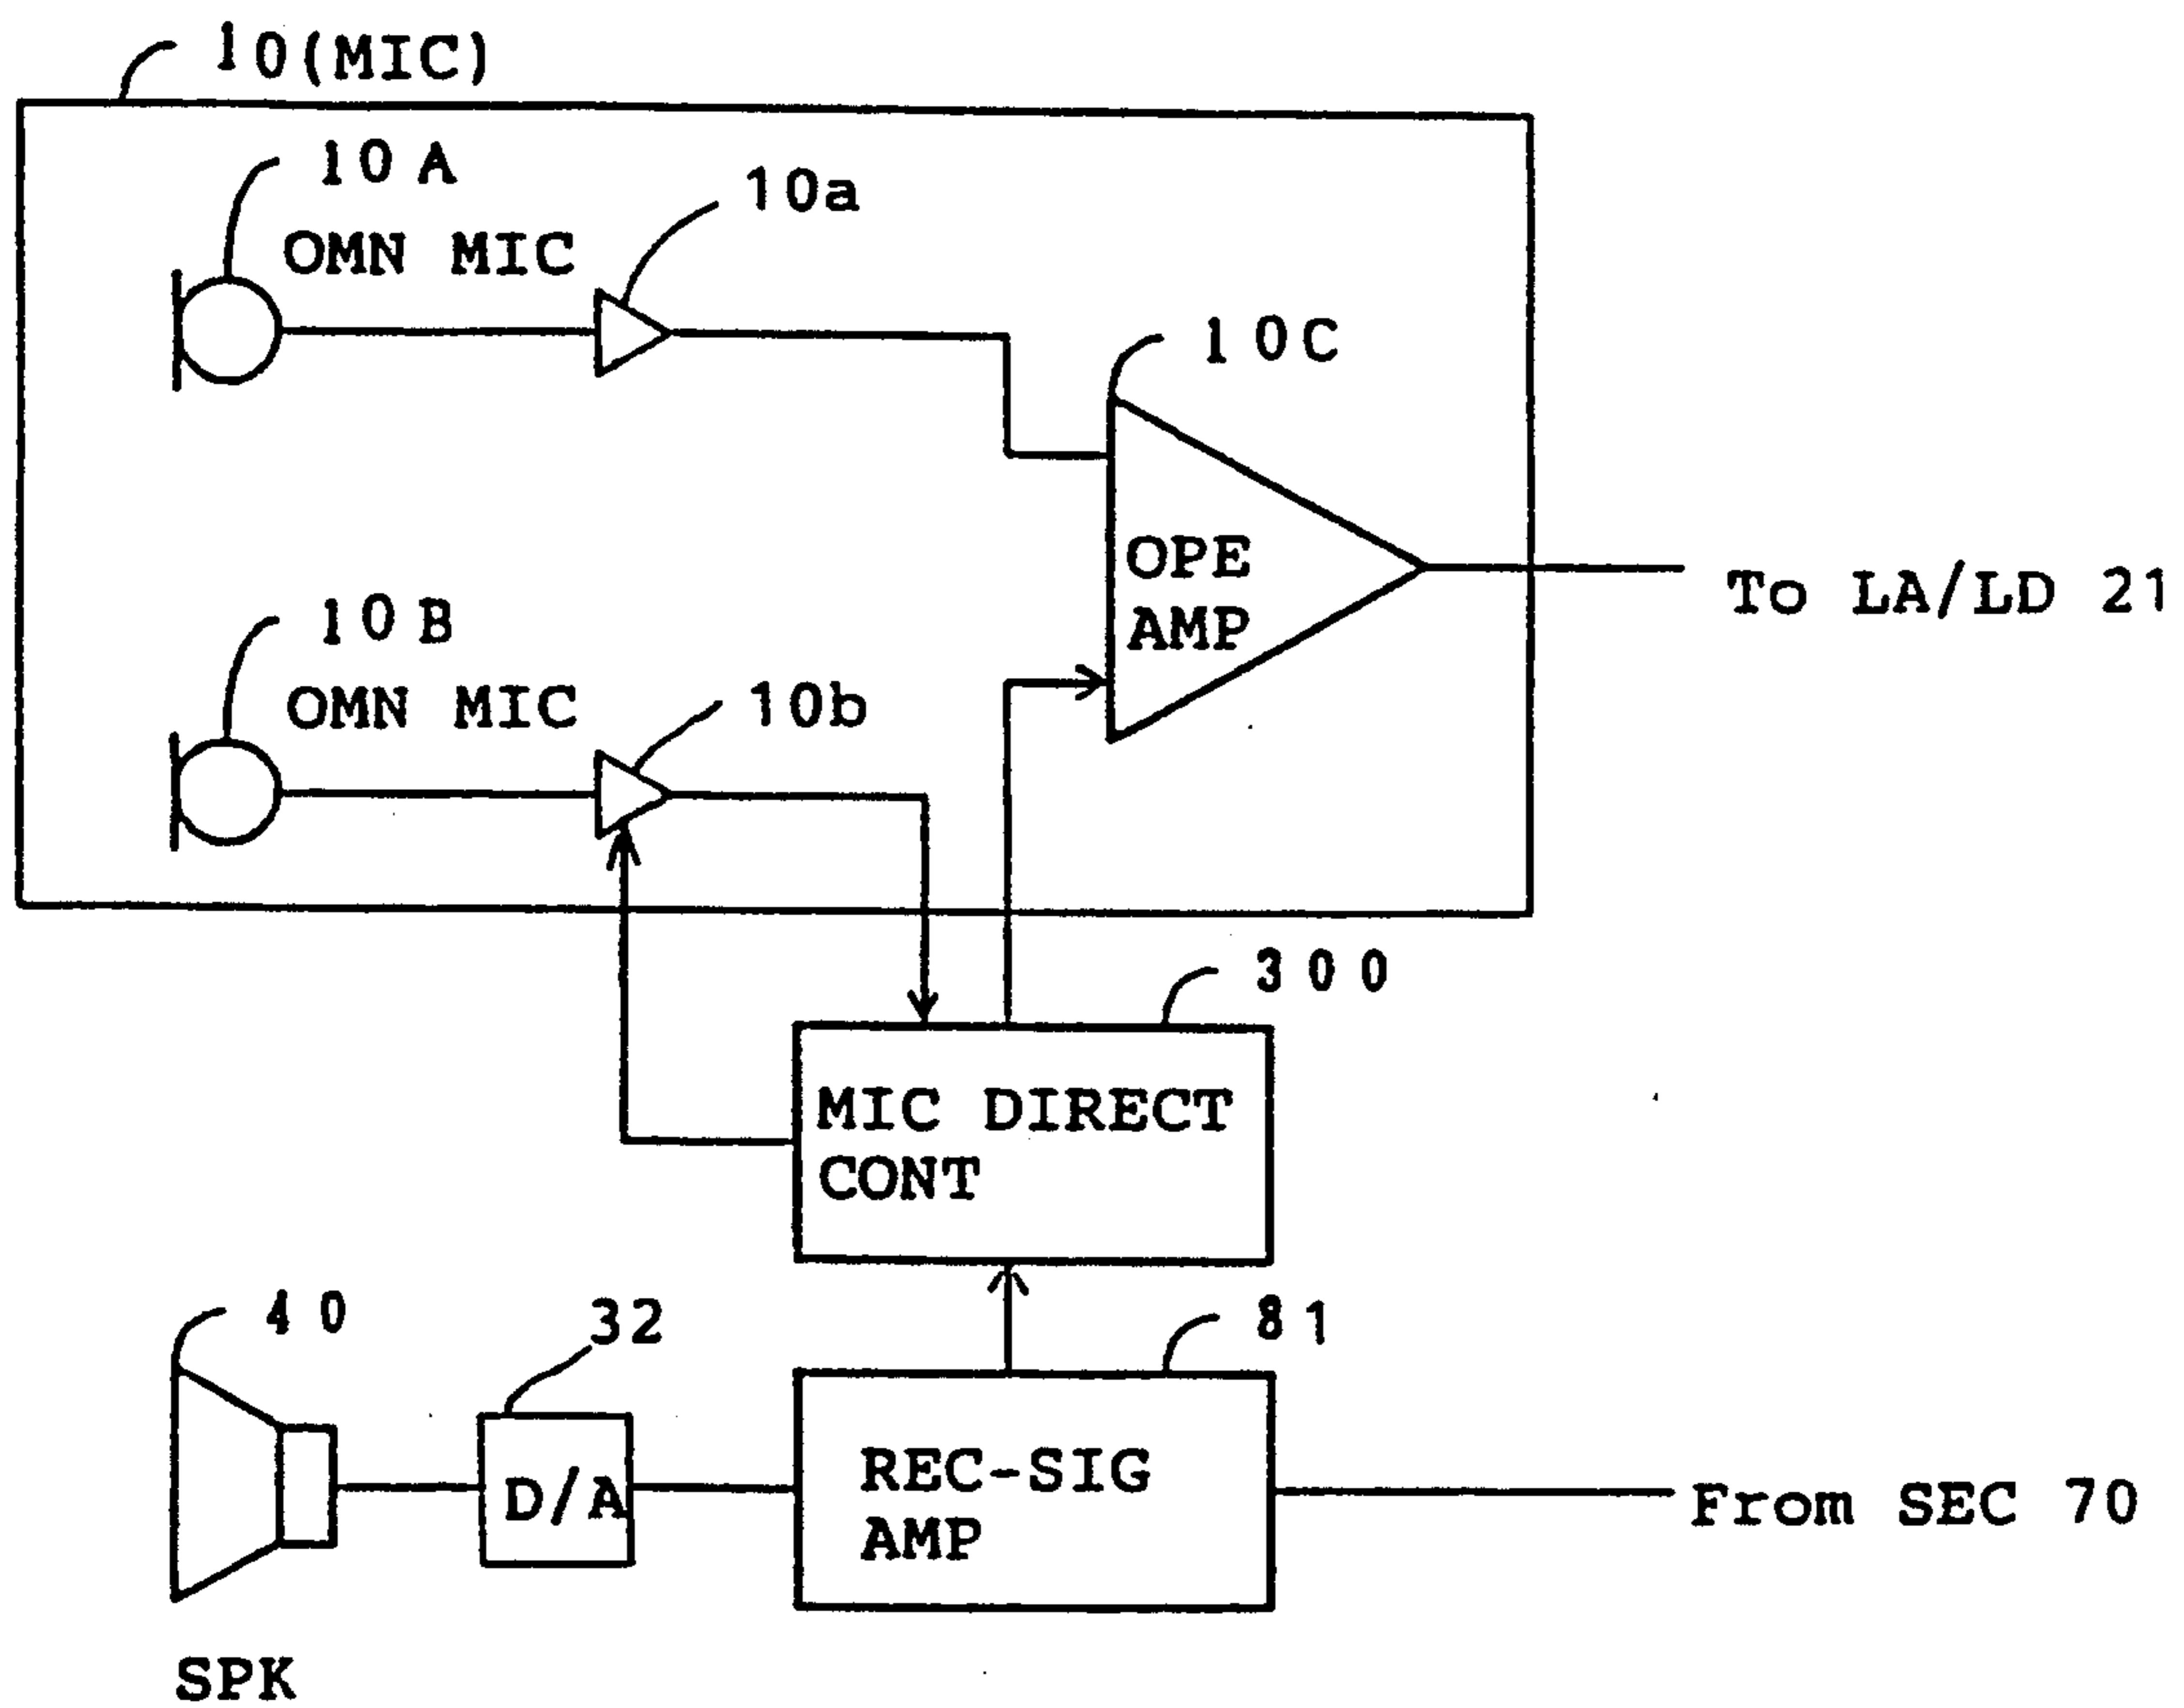 10(MIC)
10A
10a
OMN MIC
10C
OPE
AMP
To LA/LD 21
10B
OMN MIC
10b
300
MIC DIRECT
CONT
40
32
81
D/A
REC-SIG
AMP
From SEC 70
SPK